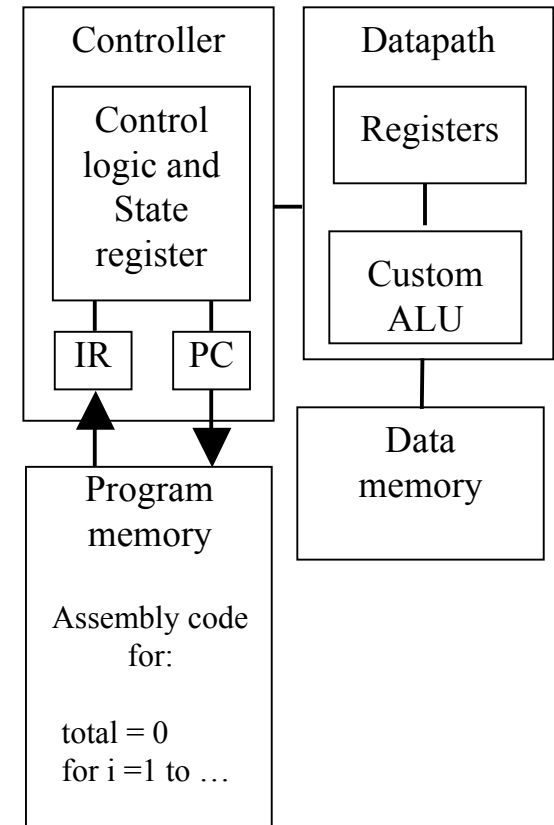 Controller
Control
logic and
State
register
IR
PC
Datapath
Registers
Custom
ALU
Data
memory
Program
memory
Assembly code
for:
total = 0
for i =1 to …